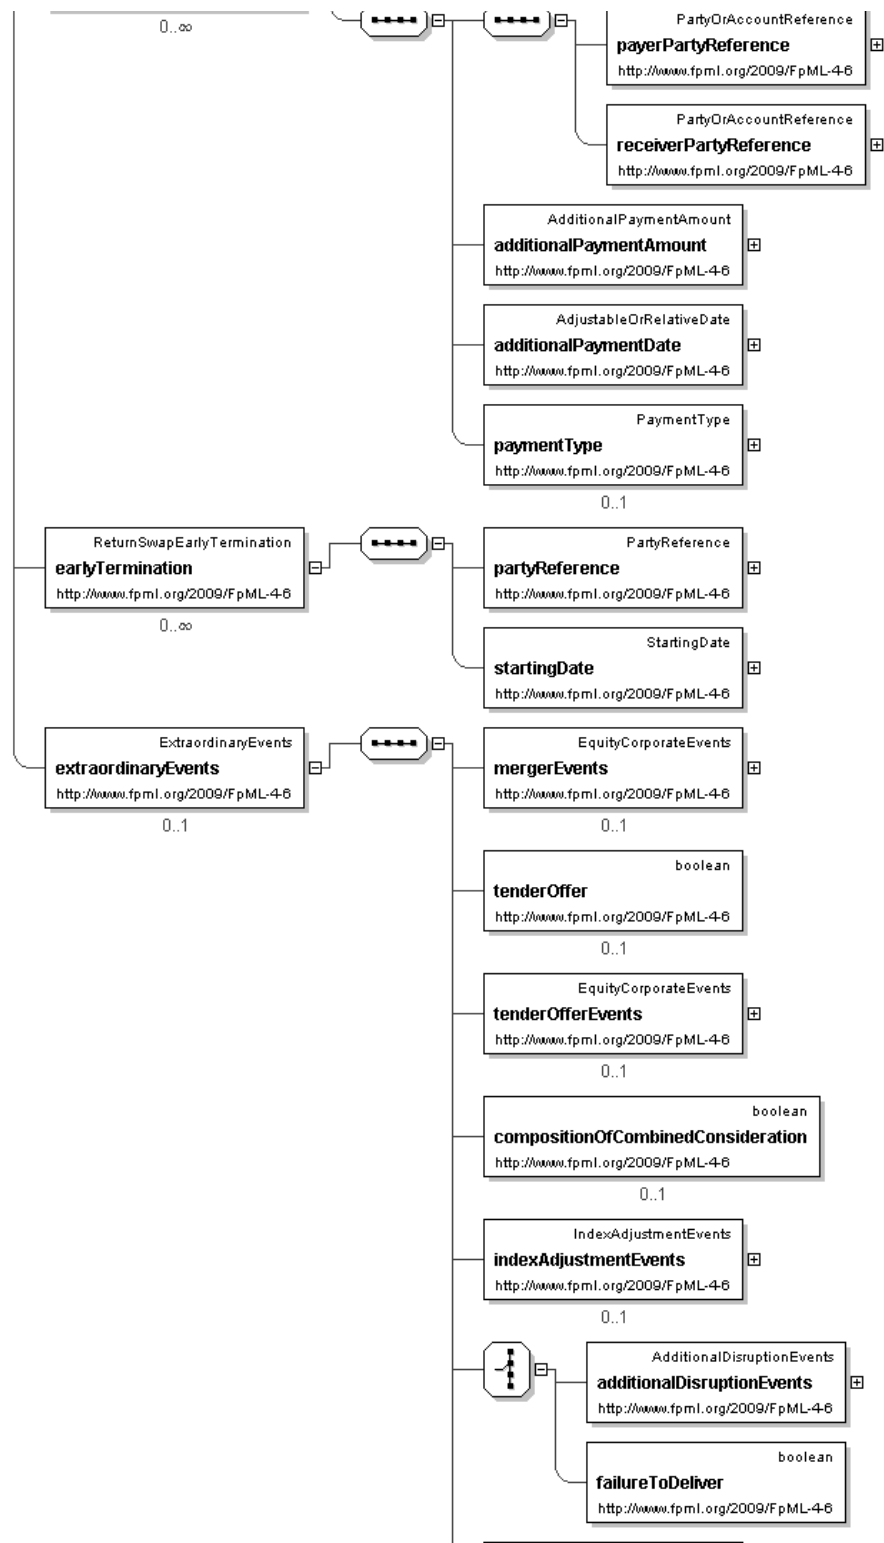 0..∞
PartyOrAccountReference
payerPartyReference
http://www.fpml.org/2009/FpML-4-6
PartyOrAccountReference
receiverPartyReference
http://www.fpml.org/2009/FpML-4-6
AdditionalPaymentAmount
additionalPaymentAmount
http://www.fpml.org/2009/FpML-4-6
AdjustableOrRelativeDate
additionalPaymentDate
http://www.fpml.org/2009/FpML-4-6
PaymentType
paymentType
http://www.fpml.org/2009/FpML-4-6
0..1
ReturnSwapEarlyTermination
earlyTermination
http://www.fpml.org/2009/FpML-4-6
0..∞
PartyReference
partyReference
http://www.fpml.org/2009/FpML-4-6
StartingDate
startingDate
http://www.fpml.org/2009/FpML-4-6
ExtraordinaryEvents
extraordinaryEvents
http://www.fpml.org/2009/FpML-4-6
0..1
EquityCorporateEvents
mergerEvents
http://www.fpml.org/2009/FpML-4-6
0..1
boolean
tenderOffer
http://www.fpml.org/2009/FpML-4-6
0..1
EquityCorporateEvents
tenderOfferEvents
http://www.fpml.org/2009/FpML-4-6
0..1
boolean
compositionOfCombinedConsideration
http://www.fpml.org/2009/FpML-4-6
0..1
IndexAdjustmentEvents
indexAdjustmentEvents
http://www.fpml.org/2009/FpML-4-6
0..1
AdditionalDisruptionEvents
additionalDisruptionEvents
http://www.fpml.org/2009/FpML-4-6
boolean
failureToDeliver
http://www.fpml.org/2009/FpML-4-6